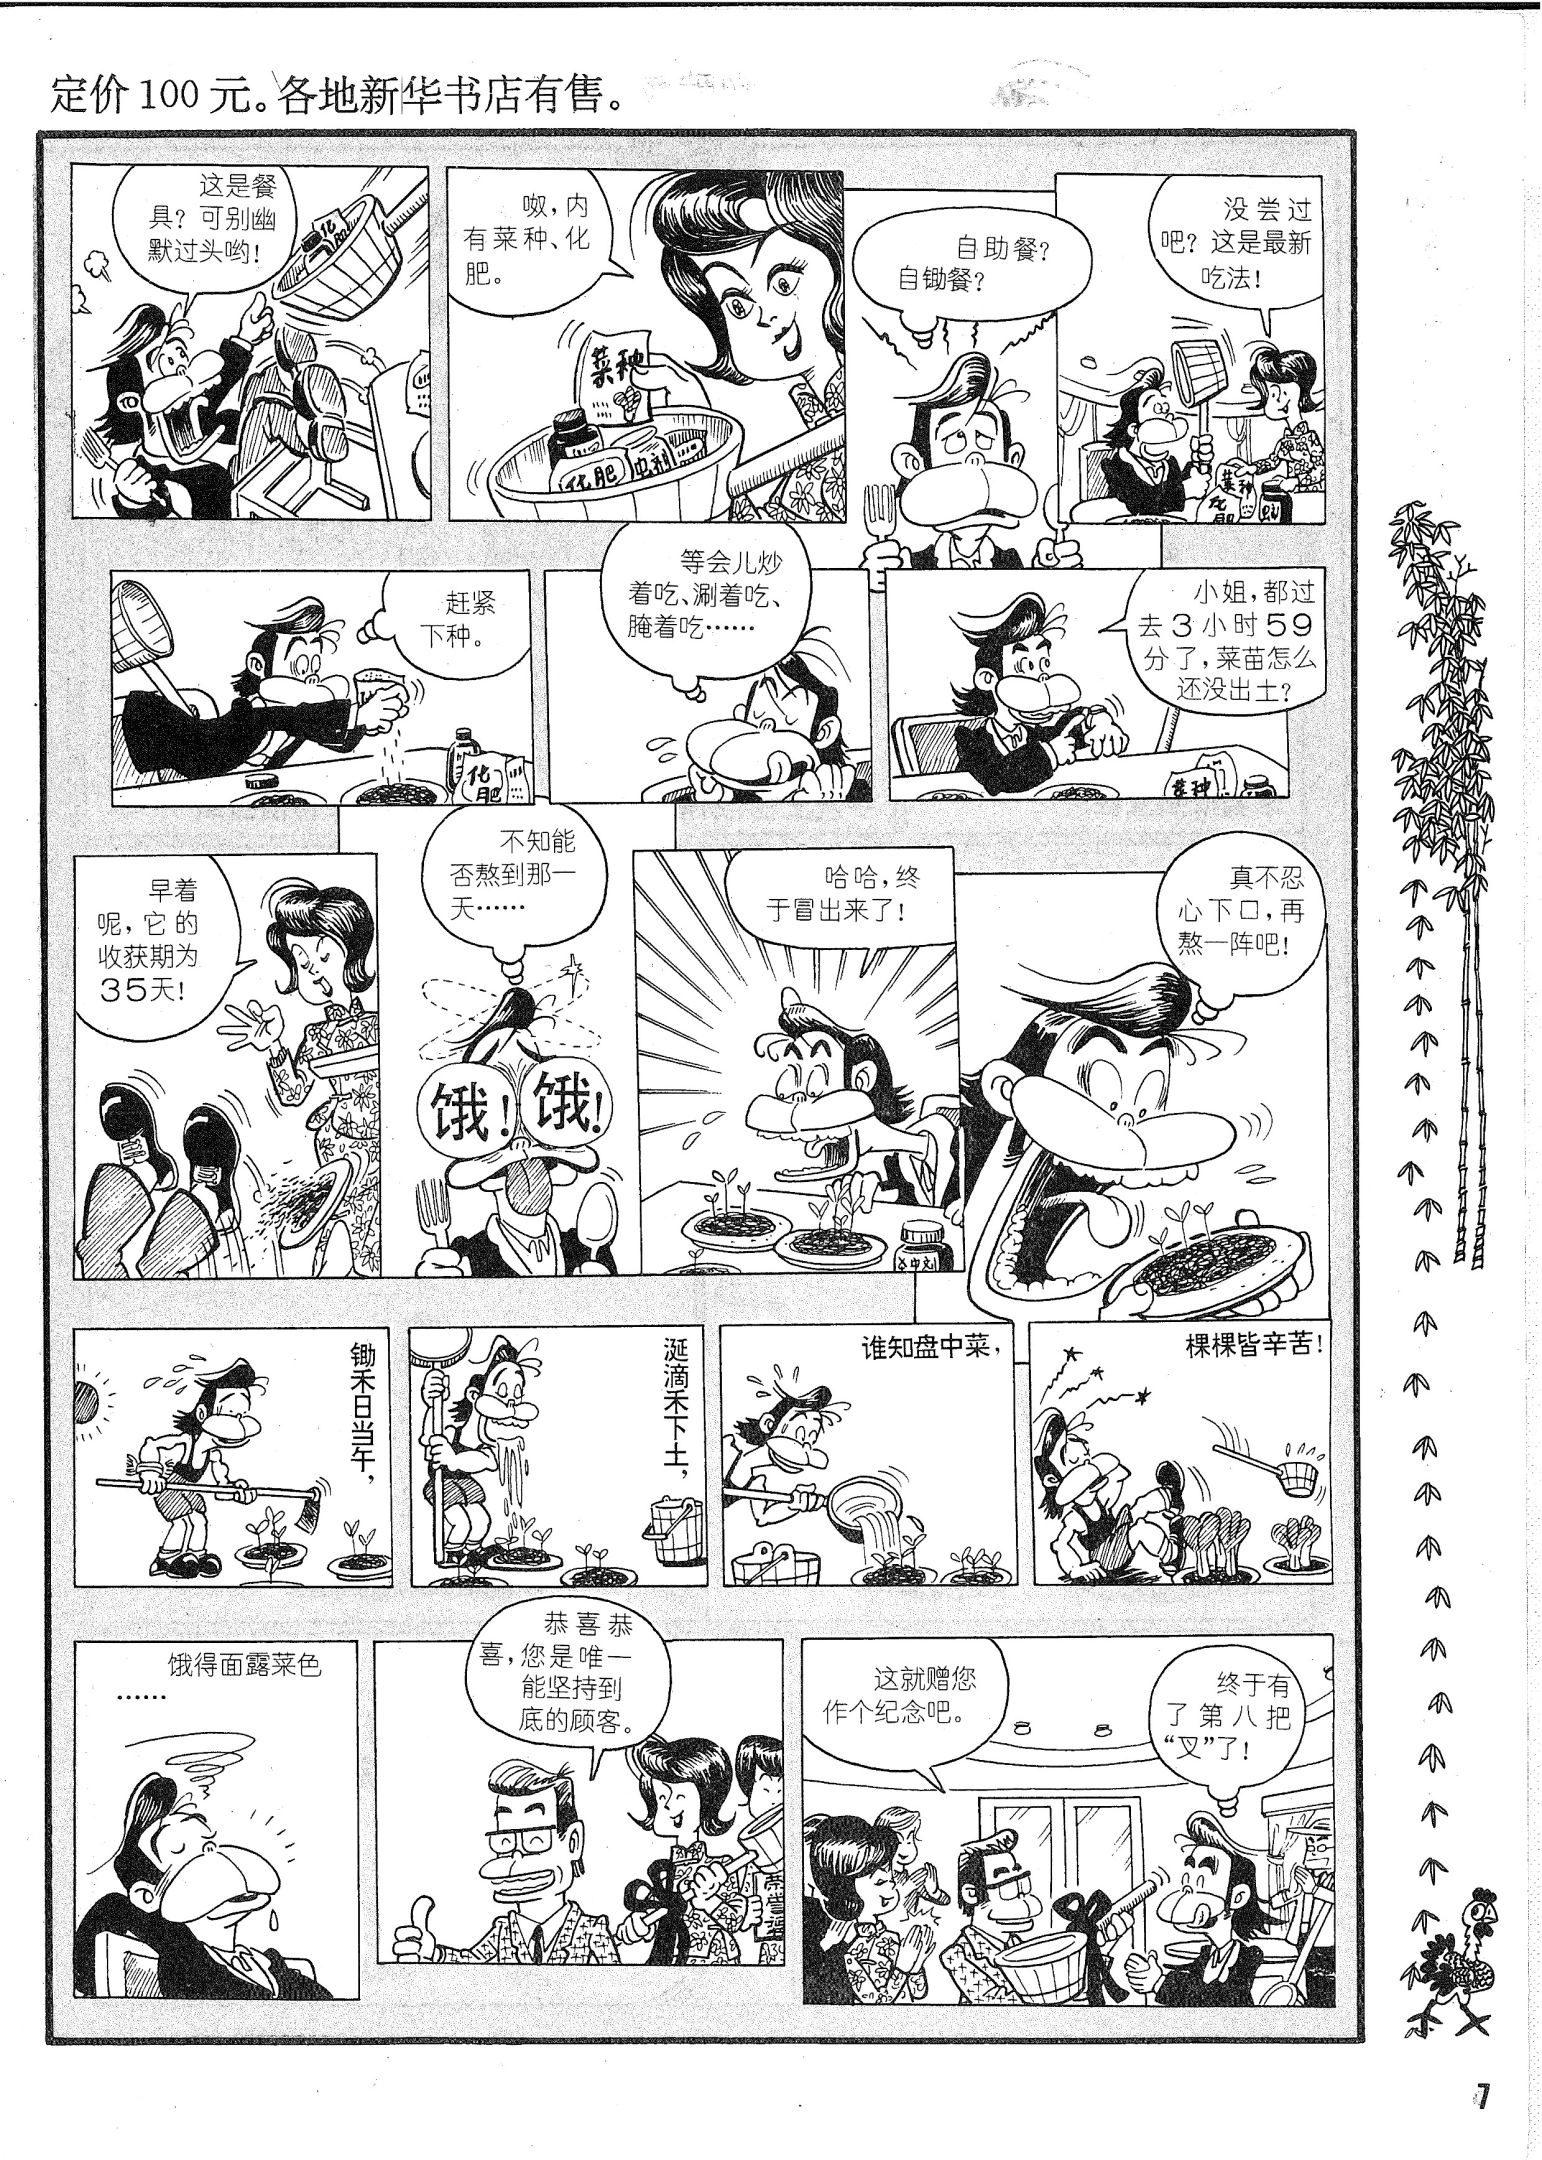 定价100元。各地新华书店有售。
这是餐
具？可别幽
默过头哟！
化
肥
呶，内
有菜种、化
肥。
菜种
化肥
虫剂
自助餐？
自锄餐？
没尝过
吧？这是最新
吃法！
菜种
化
肥
赶紧
下种。
化
肥
等会儿炒
着吃、涮着吃、
腌着吃……
小姐，都过
去3小时59
分了，菜苗怎么
还没出土？
菜种
早着
呢，它的
收获期为
35天！
不知能
否熬到那一
天……
饿！
饿！
哈哈，终
于冒出来了！
真不忍
心下口，再
熬一阵吧！
锄禾日当午，
涎滴禾下土，
谁知盘中菜，
棵棵皆辛苦！
饿得面露菜色
……
恭喜恭
喜，您是唯一
能坚持到
底的顾客。
这就赠您
作个纪念吧。
终于有
了第八把
“叉”了！
7